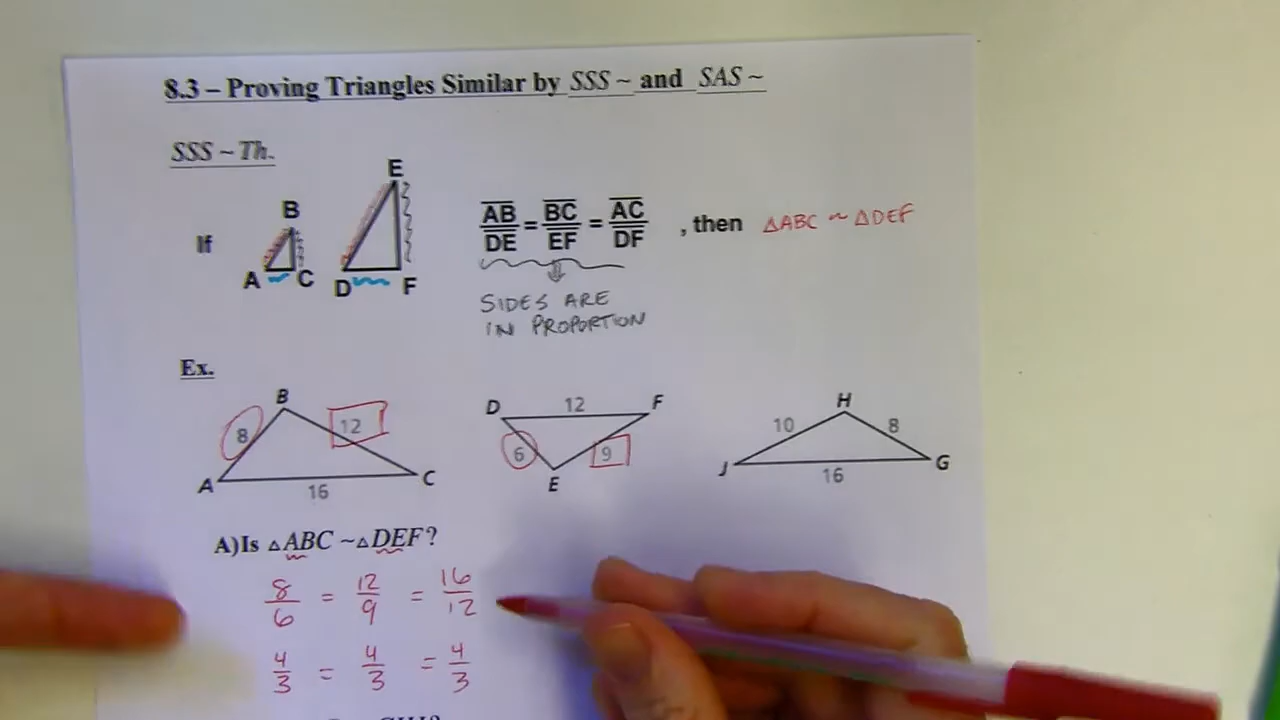 8.3 – Proving Triangles Similar by SSS ~ and SAS ~
SSS ~ Th.
If
B
A
C
E
D
F
AB/DE = BC/EF = AC/DF , then △ABC ~ △DEF
SIDES ARE
IN PROPORTION
Ex.
B
8
12
A
16
C
D
12
F
6
9
E
H
10
8
J
16
G
A)Is △ABC ~△DEF?
8/6 = 12/9 = 16/12
4/3 = 4/3 = 4/3